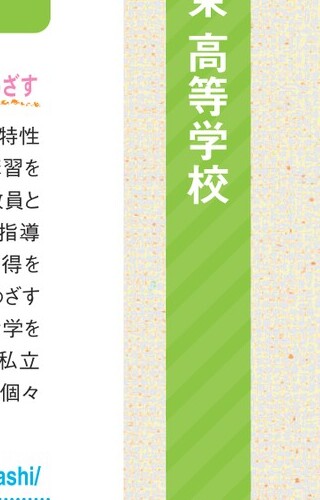 高等学校
ざす
特性
習を
教員と
指導
得を
めざす
学を
私立
個々
ashi/